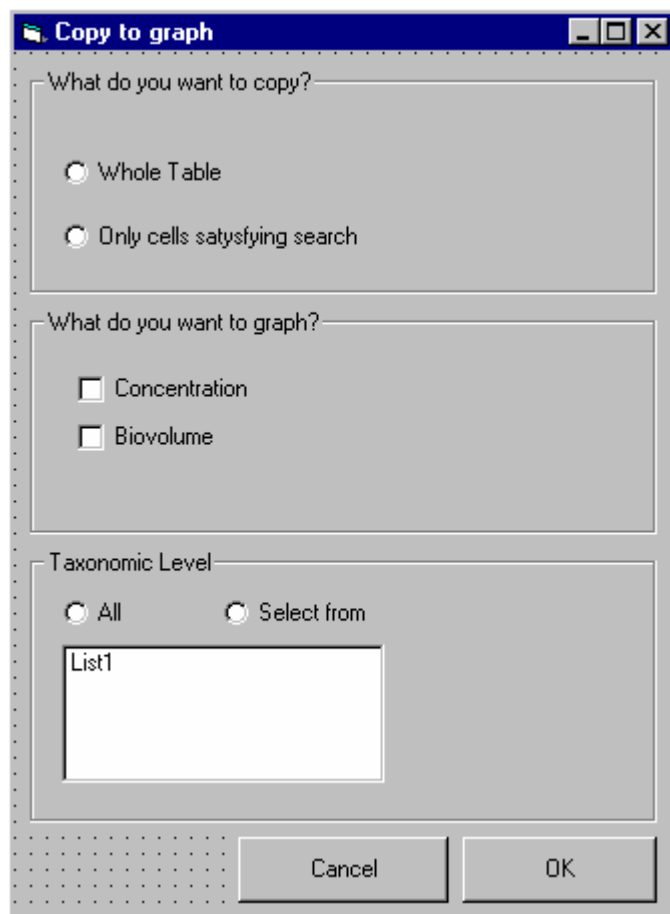 Copy to graph
What do you want to copy?
Whole Table
Only cells satysfying search
What do you want to graph?
Concentration
Biovolume
Taxonomic Level
All Select from
List1
Cancel OK